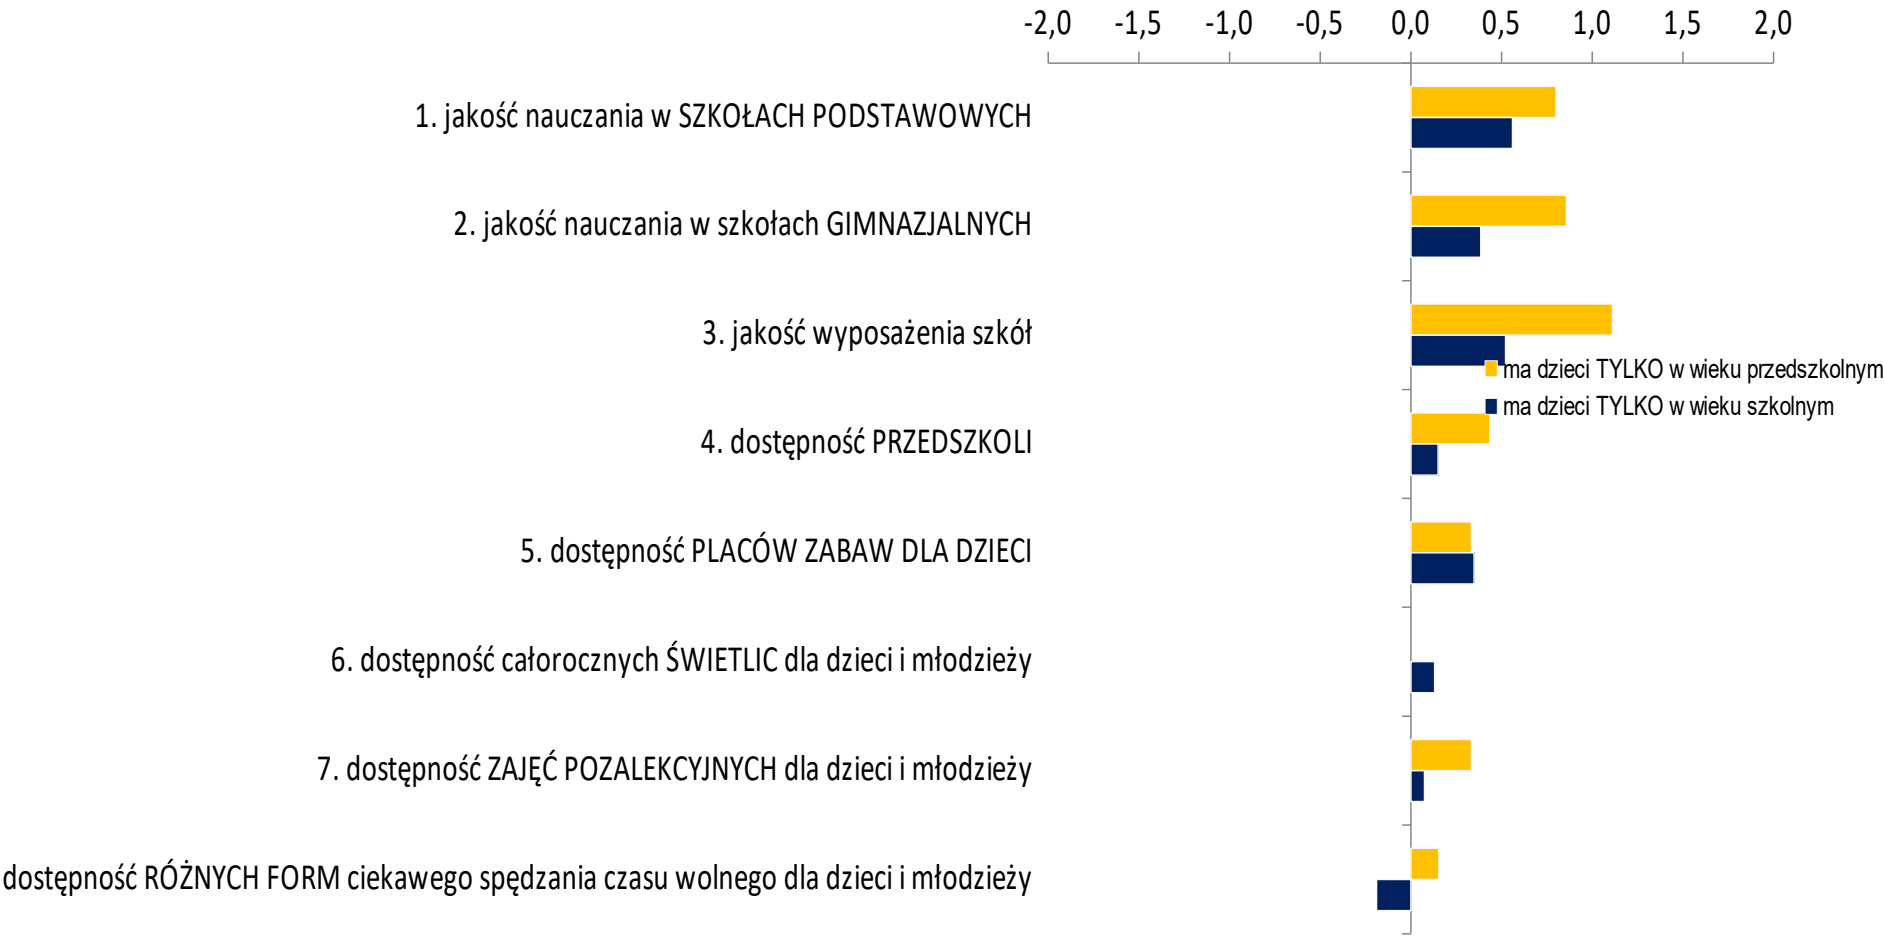 -2,0 -1,5 -1,0 -0,5 0,0 0,5 1,0 1,5 2,0
1. jakość nauczania w SZKOŁACH PODSTAWOWYCH
2. jakość nauczania w szkołach GIMNAZJALNYCH
3. jakość wyposażenia szkół
ma dzieci TYLKO w wieku przedszkolnym
ma dzieci TYLKO w wieku szkolnym
4. dostępność PRZEDSZKOLI
5. dostępność PLACÓW ZABAW DLA DZIECI
6. dostępność całorocznych ŚWIETLIC dla dzieci i młodzieży
7. dostępność ZAJĘĆ POZALEKCYJNYCH dla dzieci i młodzieży
dostępność RÓŻNYCH FORM ciekawego spędzania czasu wolnego dla dzieci i młodzieży